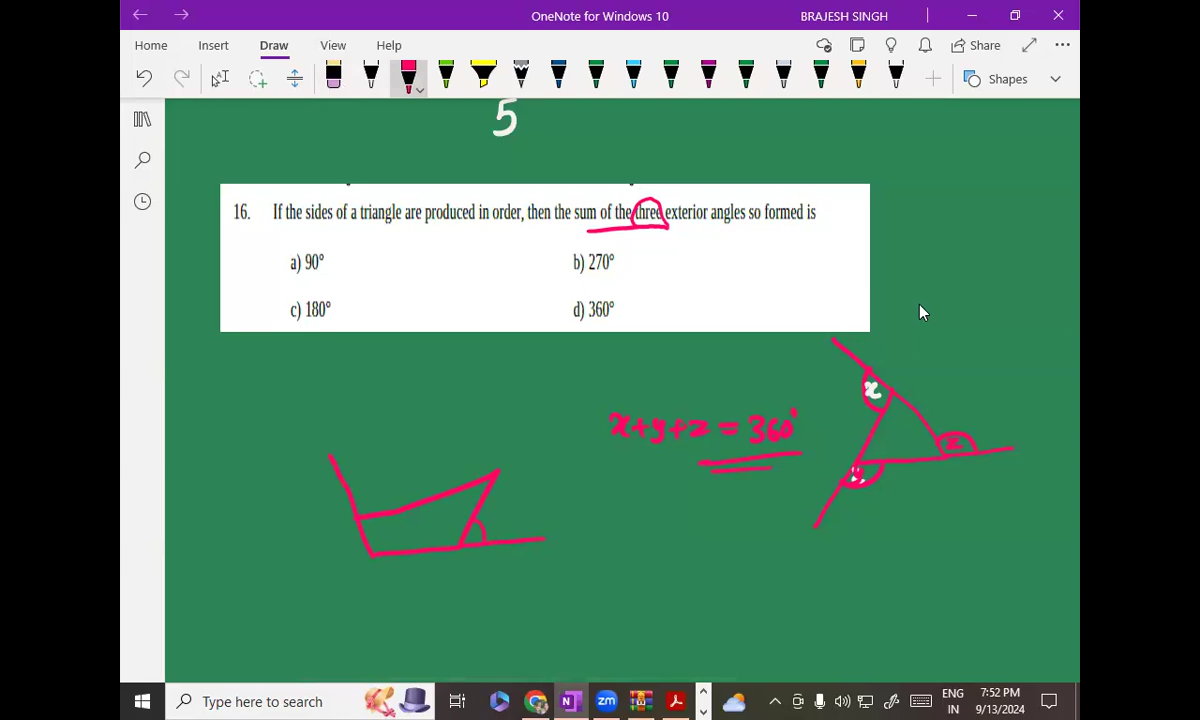 OneNote for Windows 10
BRAJESH SINGH
Home Insert Draw View Help
Share
Shapes
5
16. If the sides of a triangle are produced in order, then the sum of the three exterior angles so formed is
a) 90° b) 270°
c) 180° d) 360°
x
x+y+z = 360°
z
y
Type here to search
ENG
IN
7:52 PM
9/13/2024